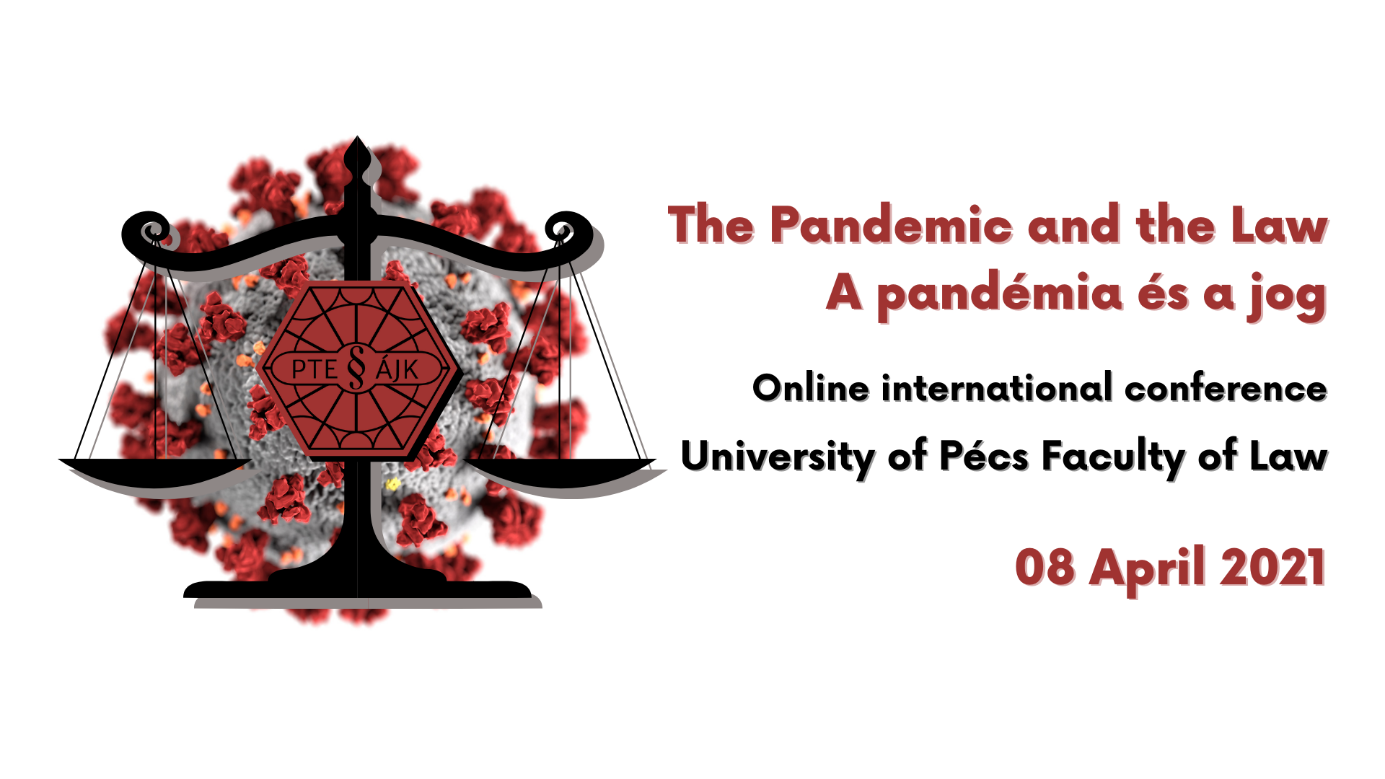 The Pandemic and the Law
A pandémia és a jog
PTE § ÁJK
Online international conference
University of Pécs Faculty of Law
08 April 2021